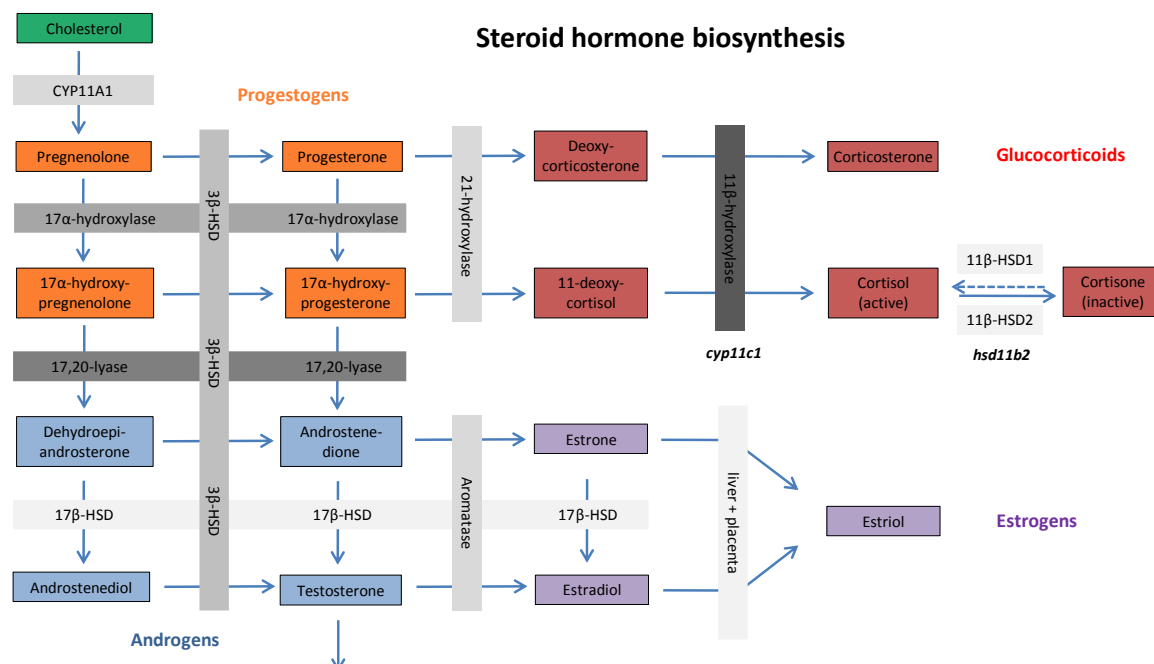 Steroid hormone biosynthesis
Cholesterol
CYP11A1
Progestogens
Pregnenolone
Progesterone
Deoxy-
corticosterone
Corticosterone
Glucocorticoids
3β-HSD
21-hydroxylase
11β-hydroxylase
17α-hydroxylase
17α-hydroxylase
17α-hydroxy-
pregnenolone
17α-hydroxy-
progesterone
11-deoxy-
cortisol
Cortisol
(active)
11β-HSD1
11β-HSD2
Cortisone
(inactive)
cyp11c1
hsd11b2
17,20-lyase
3β-HSD
17,20-lyase
Dehydroepi-
androsterone
Androstene-
dione
Aromatase
Estrone
liver + placenta
17β-HSD
3β-HSD
17β-HSD
17β-HSD
Estriol
Estrogens
Androstenediol
Testosterone
Estradiol
Androgens